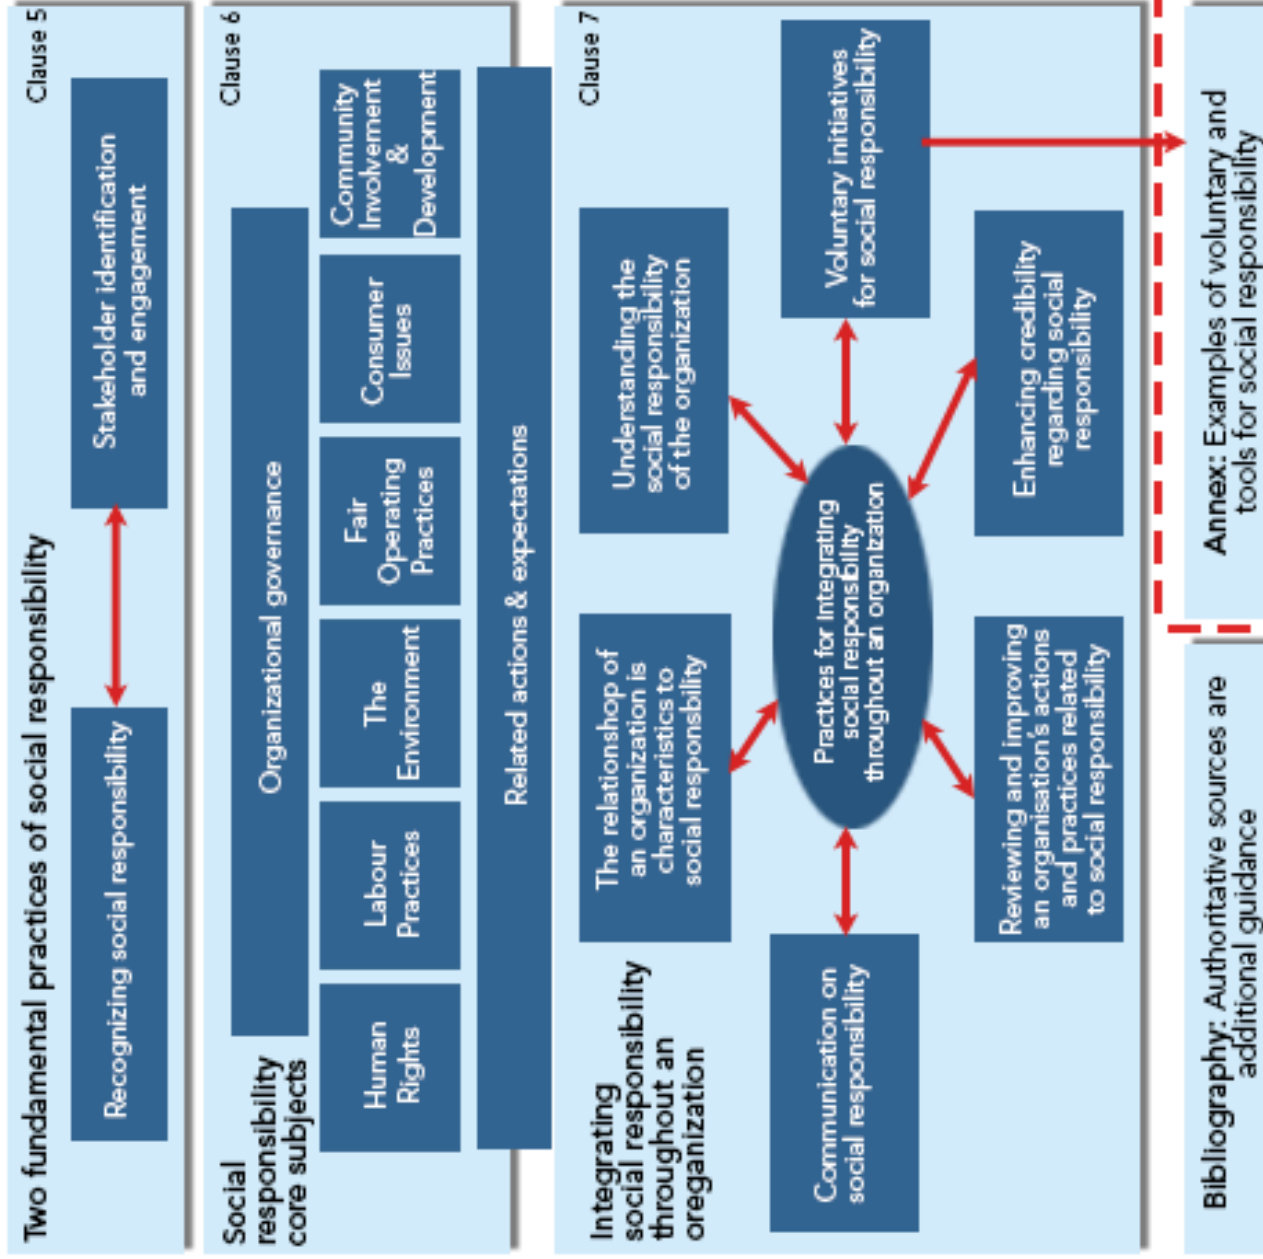 Two fundamental practices of social responsibility
Clause 5
Recognizing social responsibility
Stakeholder identification
and engagement
Social
responsibility
core subjects
Clause 6
Organizational governance
Human
Rights
Labour
Practices
The
Environment
Fair
Operating
Practices
Consumer
Issues
Community
Involvement
&
Development
Related actions & expectations
Integrating
social responsibility
throughout an
oreganization
Clause 7
The relationshop of
an organization is
characteristics to
social responsbility
Understanding the
social responsibility
of the organization
Communication on
social responsibility
Practices for integrating
social responsibility
throughout an organization
Voluntary initiatives
for social responsibility
Reviewing and improving
an organisation's actions
and practices related
to social responsibility
Enhancing credibility
regarding social
responsibility
Bibliography: Authoritative sources are
additional guidance
Annex: Examples of voluntary and
tools for social responsibility